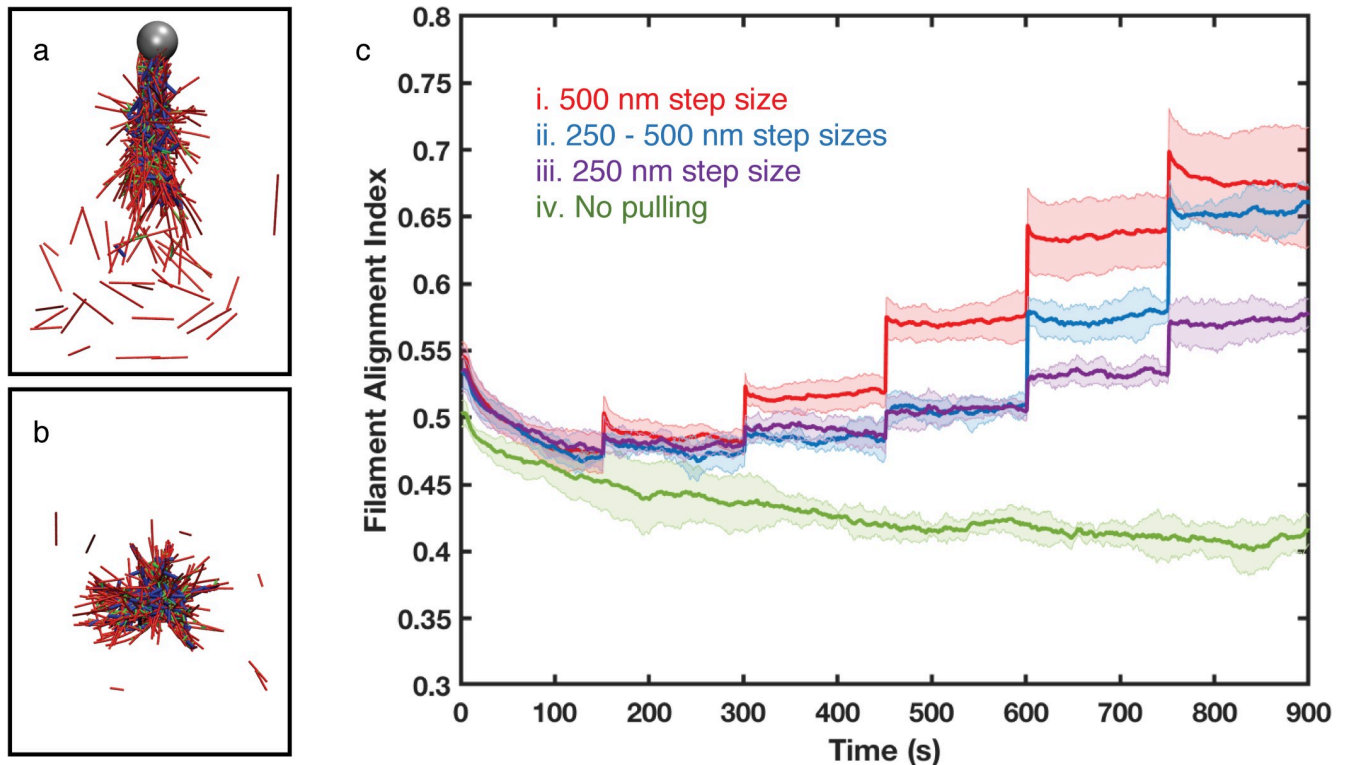 a
b
c
i. 500 nm step size
ii. 250 - 500 nm step sizes
iii. 250 nm step size
iv. No pulling
Filament Alignment Index
0.8
0.75
0.7
0.65
0.6
0.55
0.5
0.45
0.4
0.35
0.3
0 100 200 300 400 500 600 700 800 900
Time (s)